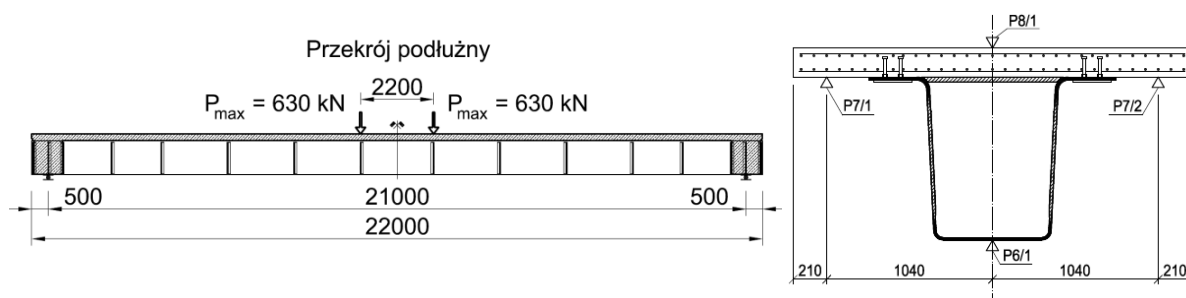 Przekrój podłużny
2200
Pmax = 630 kN
Pmax = 630 kN
500
21000
500
22000
P8/1
P7/1
P7/2
P6/1
210
1040
1040
210